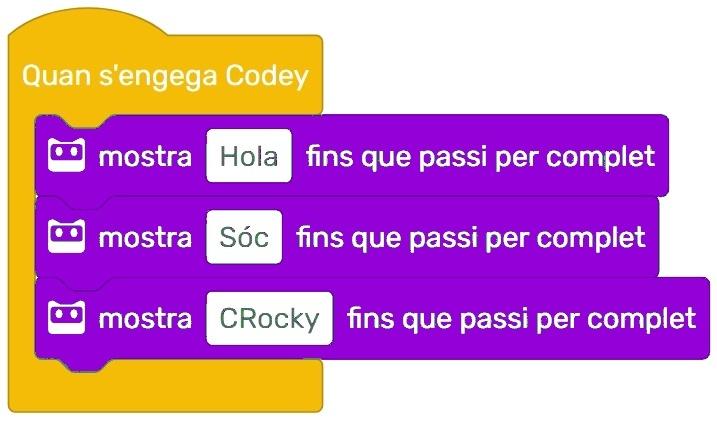 Quan s'engega Codey
mostra Hola fins que passi per complet
mostra Sóc fins que passi per complet
mostra CRocky fins que passi per complet